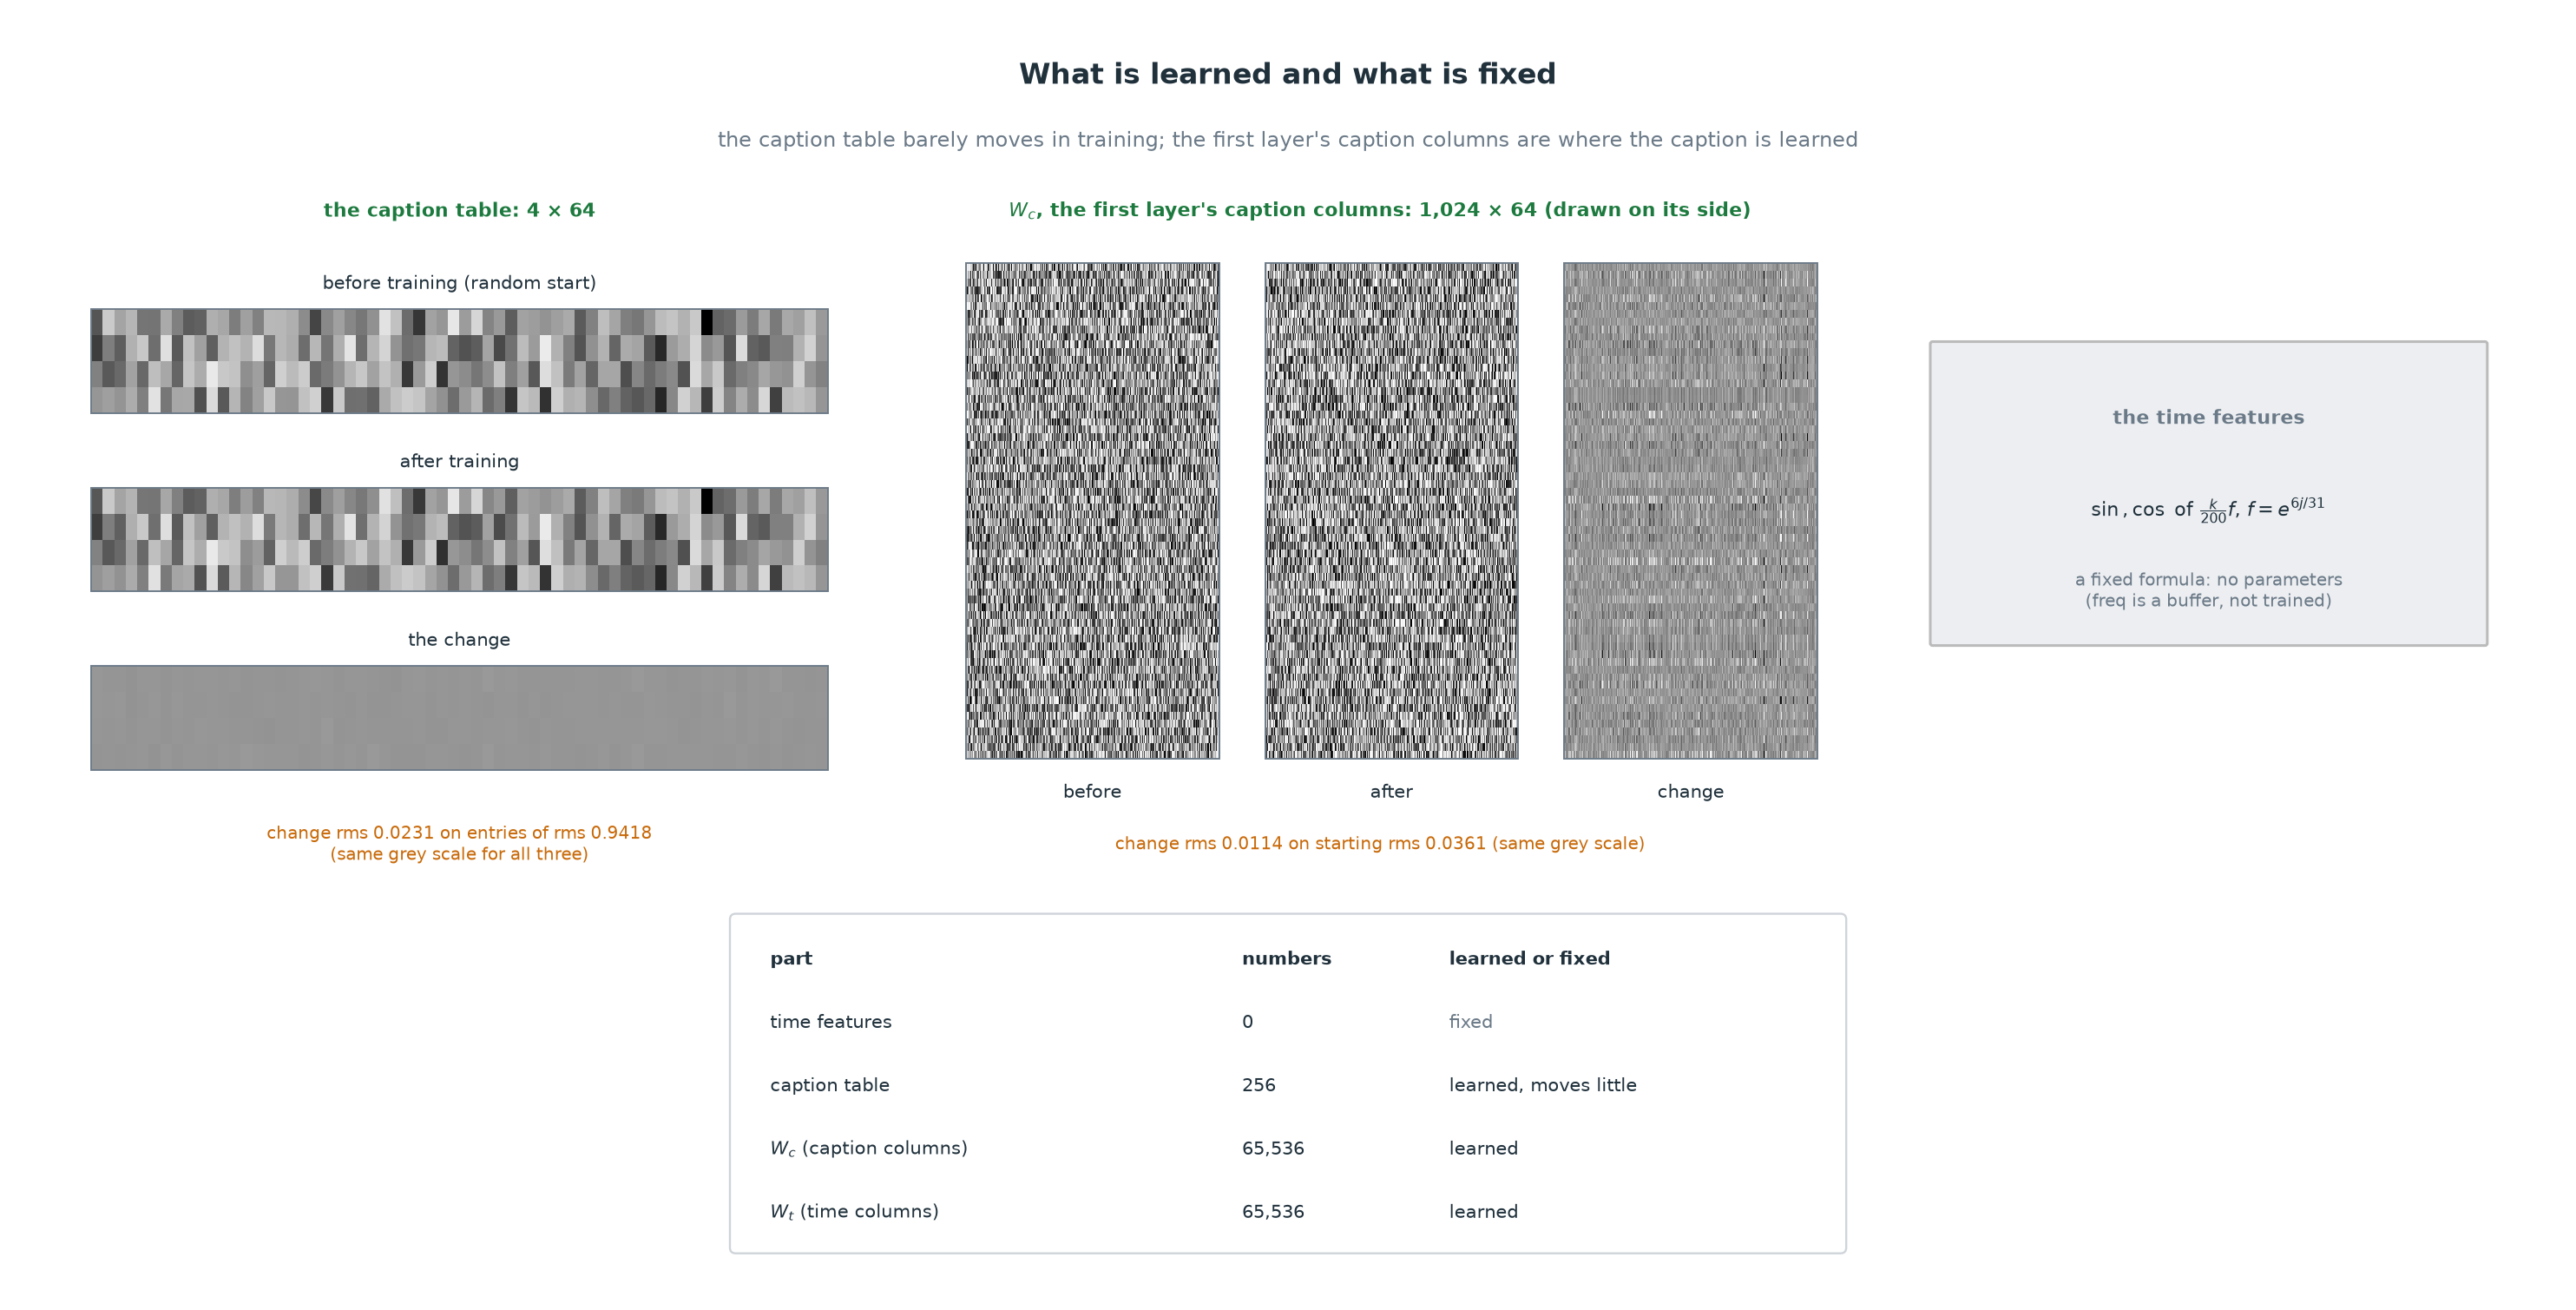 What is learned and what is fixed
the caption table barely moves in training; the first layer's caption columns are where the caption is learned
the caption table: 4 × 64
before training (random start)
after training
the change
change rms 0.0231 on entries of rms 0.9418
(same grey scale for all three)
W_c, the first layer's caption columns: 1,024 × 64 (drawn on its side)
before after change
change rms 0.0114 on starting rms 0.0361 (same grey scale)
the time features
sin, cos of k/200 f, f = e^{6j/31}
a fixed formula: no parameters
(freq is a buffer, not trained)
part numbers learned or fixed
time features 0 fixed
caption table 256 learned, moves little
W_c (caption columns) 65,536 learned
W_t (time columns) 65,536 learned